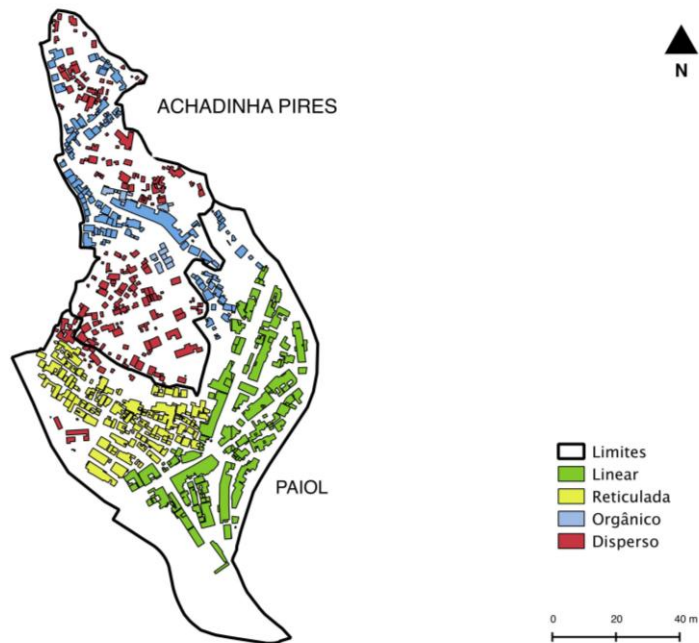 N
ACHADINHA PIRES
PAIOL
Limites
Linear
Reticulada
Orgânico
Disperso
0 20 40 m